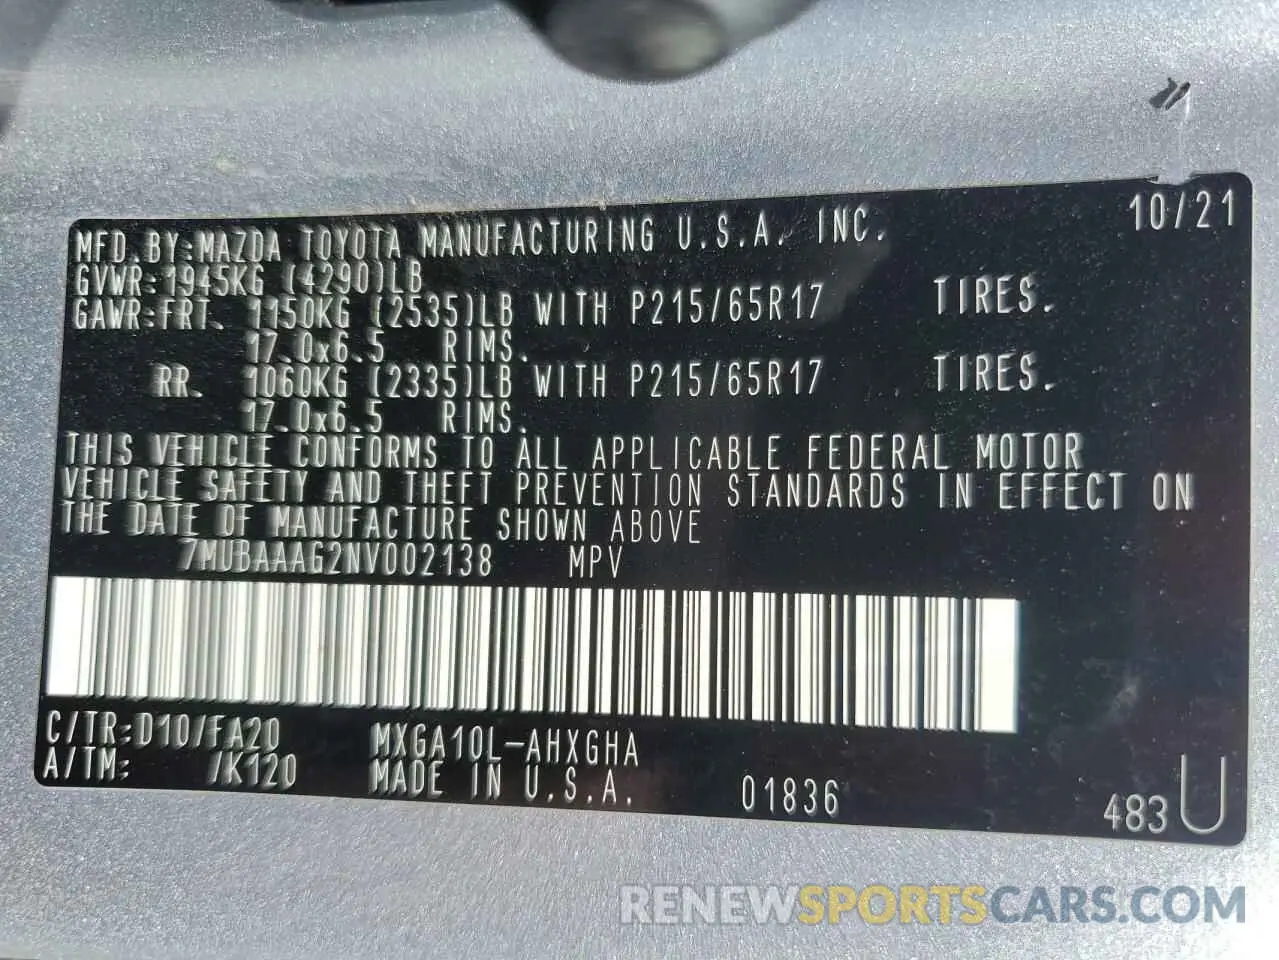 10/21
MFD.BY:MAZDA TOYOTA MANUFACTURING U.S.A. INC.
GVWR:1945KG (4290)LB
GAWR:FRT. 1150KG (2535)LB WITH P215/65R17 TIRES.
17.0x6.5 RIMS.
RR. 1060KG (2335)LB WITH P215/65R17 TIRES.
17.0x6.5 RIMS.
THIS VEHICLE CONFORMS TO ALL APPLICABLE FEDERAL MOTOR
VEHICLE SAFETY AND THEFT PREVENTION STANDARDS IN EFFECT ON
THE DATE OF MANUFACTURE SHOWN ABOVE
7MUBAAAG2NV002138 MPV
C/TR:D10/FA20 MXGA10L-AHXGHA
A/TM: /K120 MADE IN U.S.A. 01836 483 U
RENEWSPORTSCARS.COM 10/21